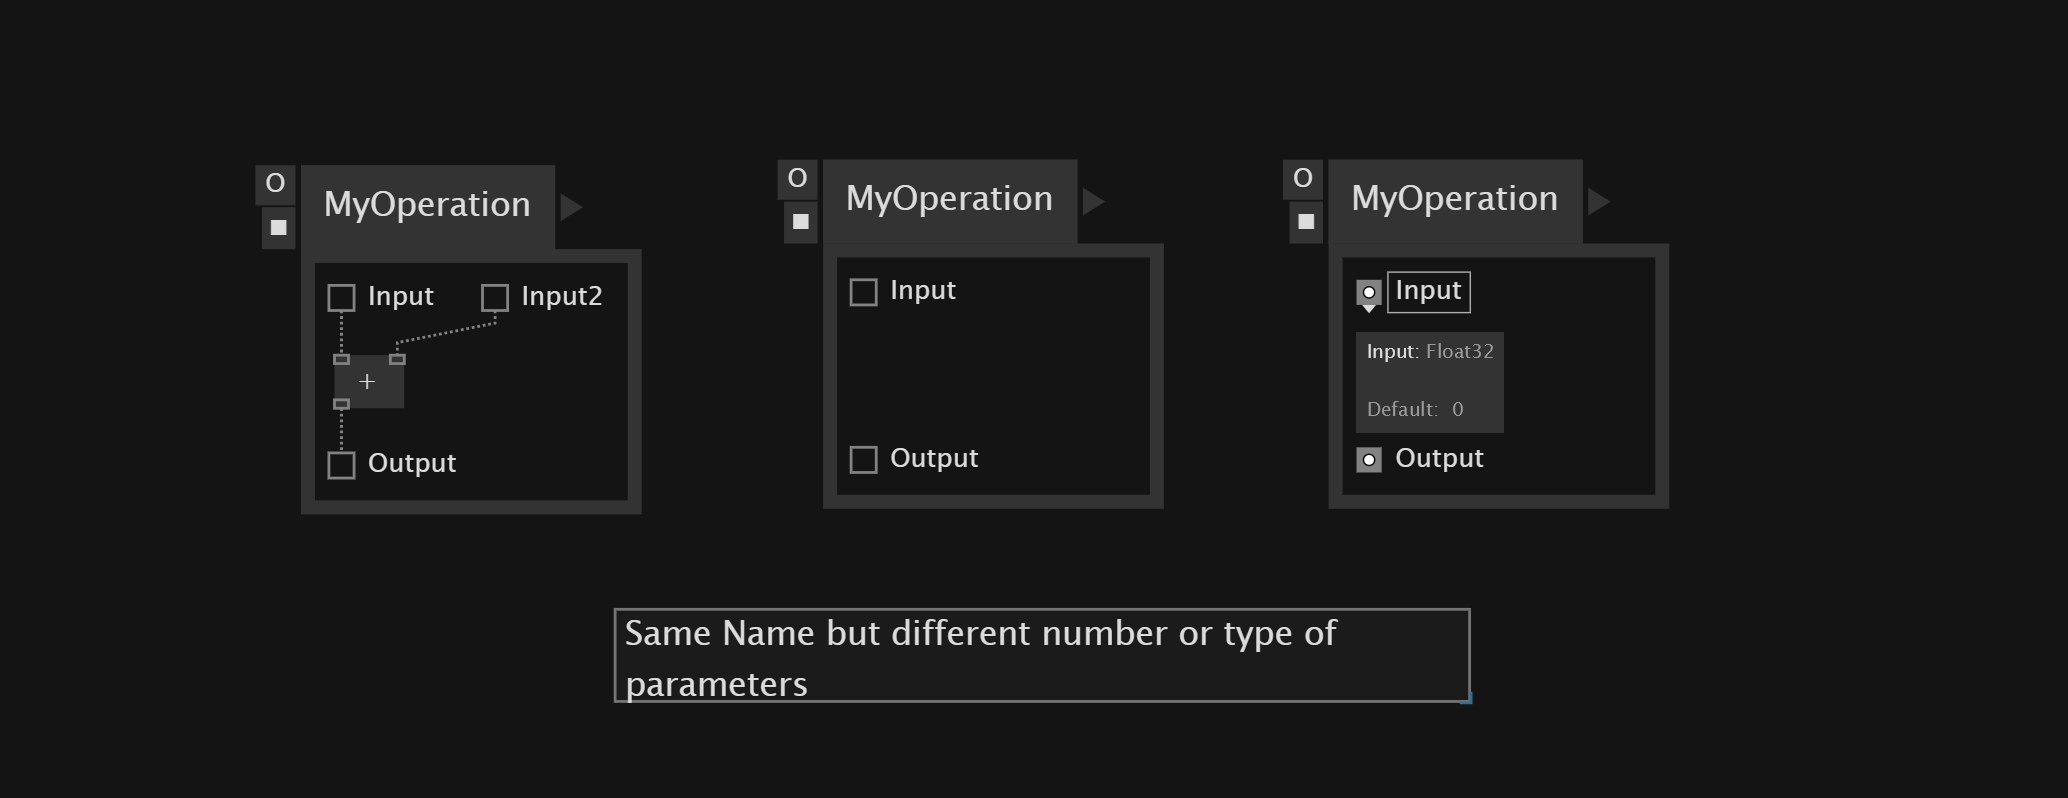 O
MyOperation
Input
Input2
+
Output
O
MyOperation
Input
Output
O
MyOperation
Input
Input: Float32
Default: 0
Output
Same Name but different number or type of
parameters